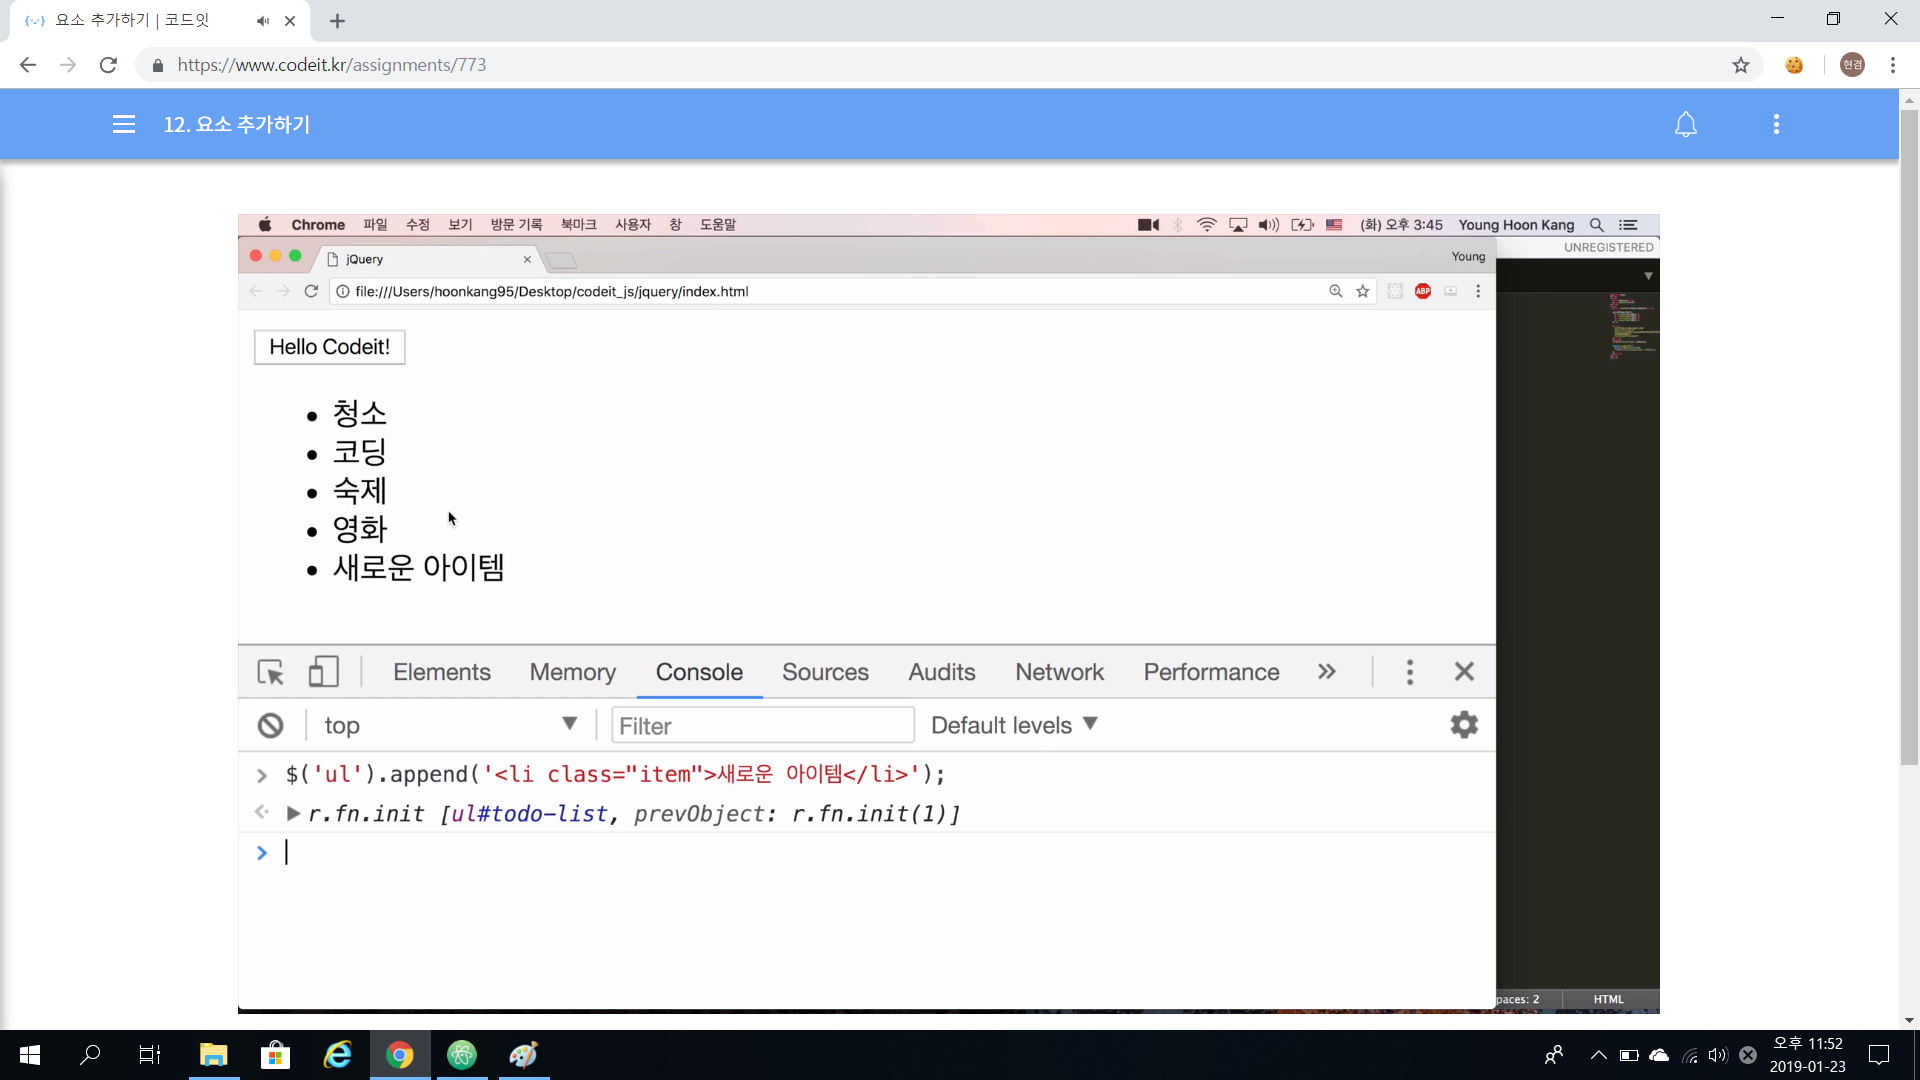 요소 추가하기 | 코드잇
https://www.codeit.kr/assignments/773
현겸
12. 요소 추가하기
Chrome 파일 수정 보기 방문 기록 북마크 사용자 창 도움말 (화) 오후 3:45 Young Hoon Kang
UNREGISTERED
jQuery
Young
file:///Users/hoonkang95/Desktop/codeit_js/jquery/index.html
ABP
Hello Codeit!
청소
코딩
숙제
영화
새로운 아이템
Elements Memory Console Sources Audits Network Performance
top Filter Default levels
$('ul').append('<li class="item">새로운 아이템</li>');
r.fn.init [ul#todo-list, prevObject: r.fn.init(1)]
paces: 2 HTML
오후 11:52
2019-01-23